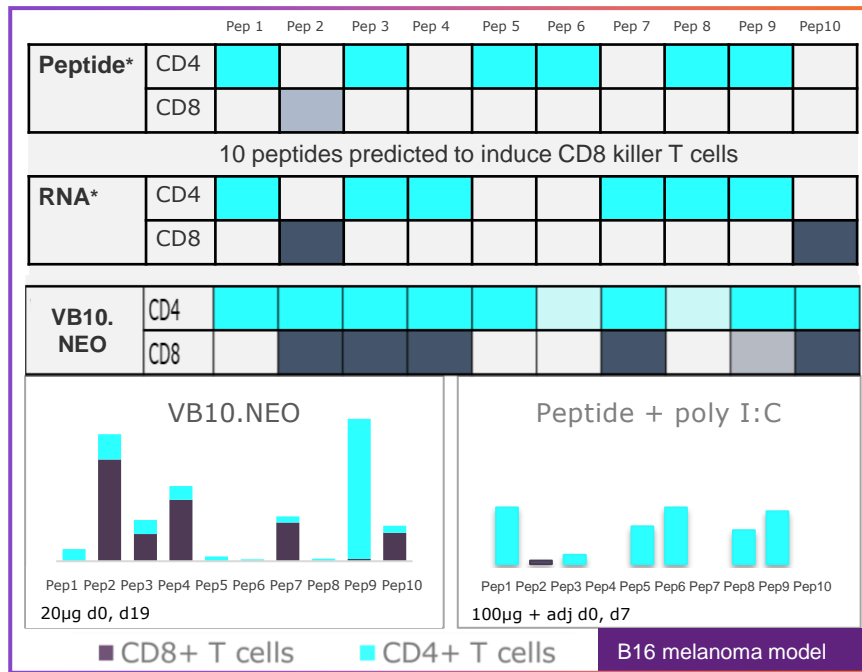 Pep 1 Pep 2 Pep 3 Pep 4 Pep 5 Pep 6 Pep 7 Pep 8 Pep 9 Pep10
Peptide* CD4
CD8
10 peptides predicted to induce CD8 killer T cells
RNA* CD4
CD8
VB10.
NEO
CD4
CD8
VB10.NEO
Pep1 Pep2 Pep3 Pep4 Pep5 Pep6 Pep7 Pep8 Pep9 Pep10
20µg d0, d19
Peptide + poly I:C
Pep1 Pep2 Pep3 Pep4 Pep5 Pep6 Pep7 Pep8 Pep9 Pep10
100µg + adj d0, d7
CD8+ T cells CD4+ T cells
B16 melanoma model